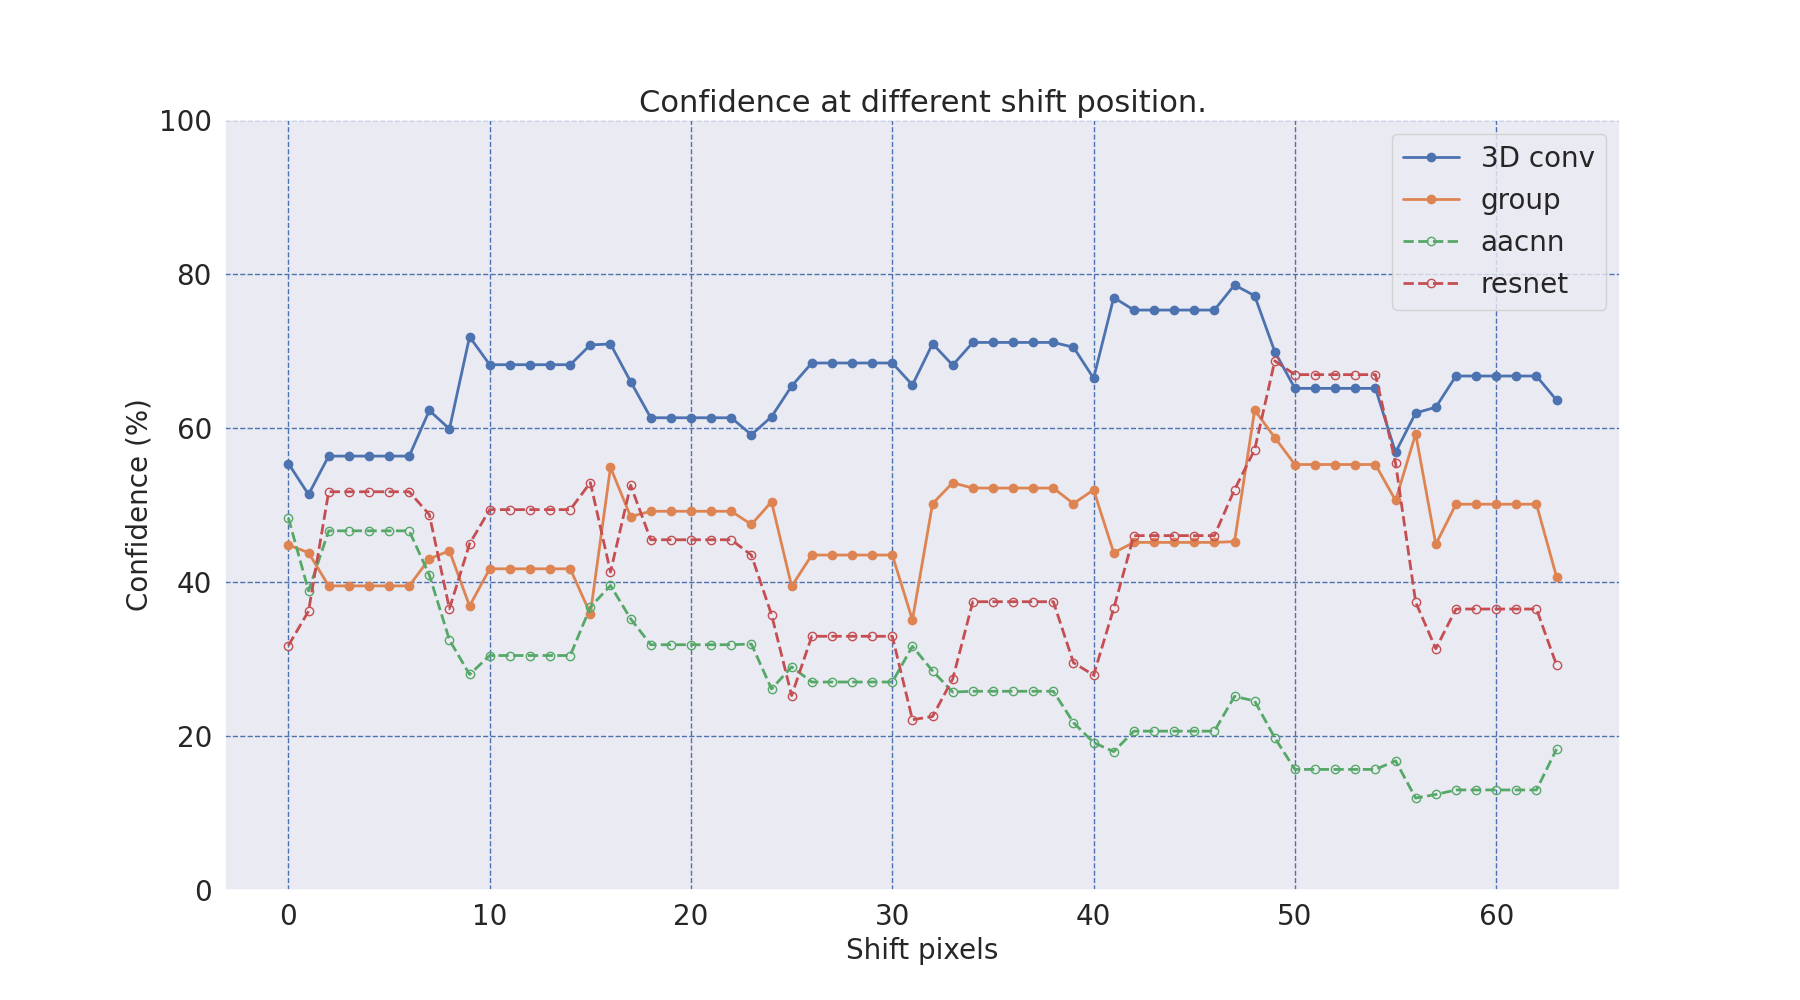 Confidence at different shift position.
100
80
60
40
20
0
Confidence (%)
0 10 20 30 40 50 60
Shift pixels
3D conv
group
aacnn
resnet